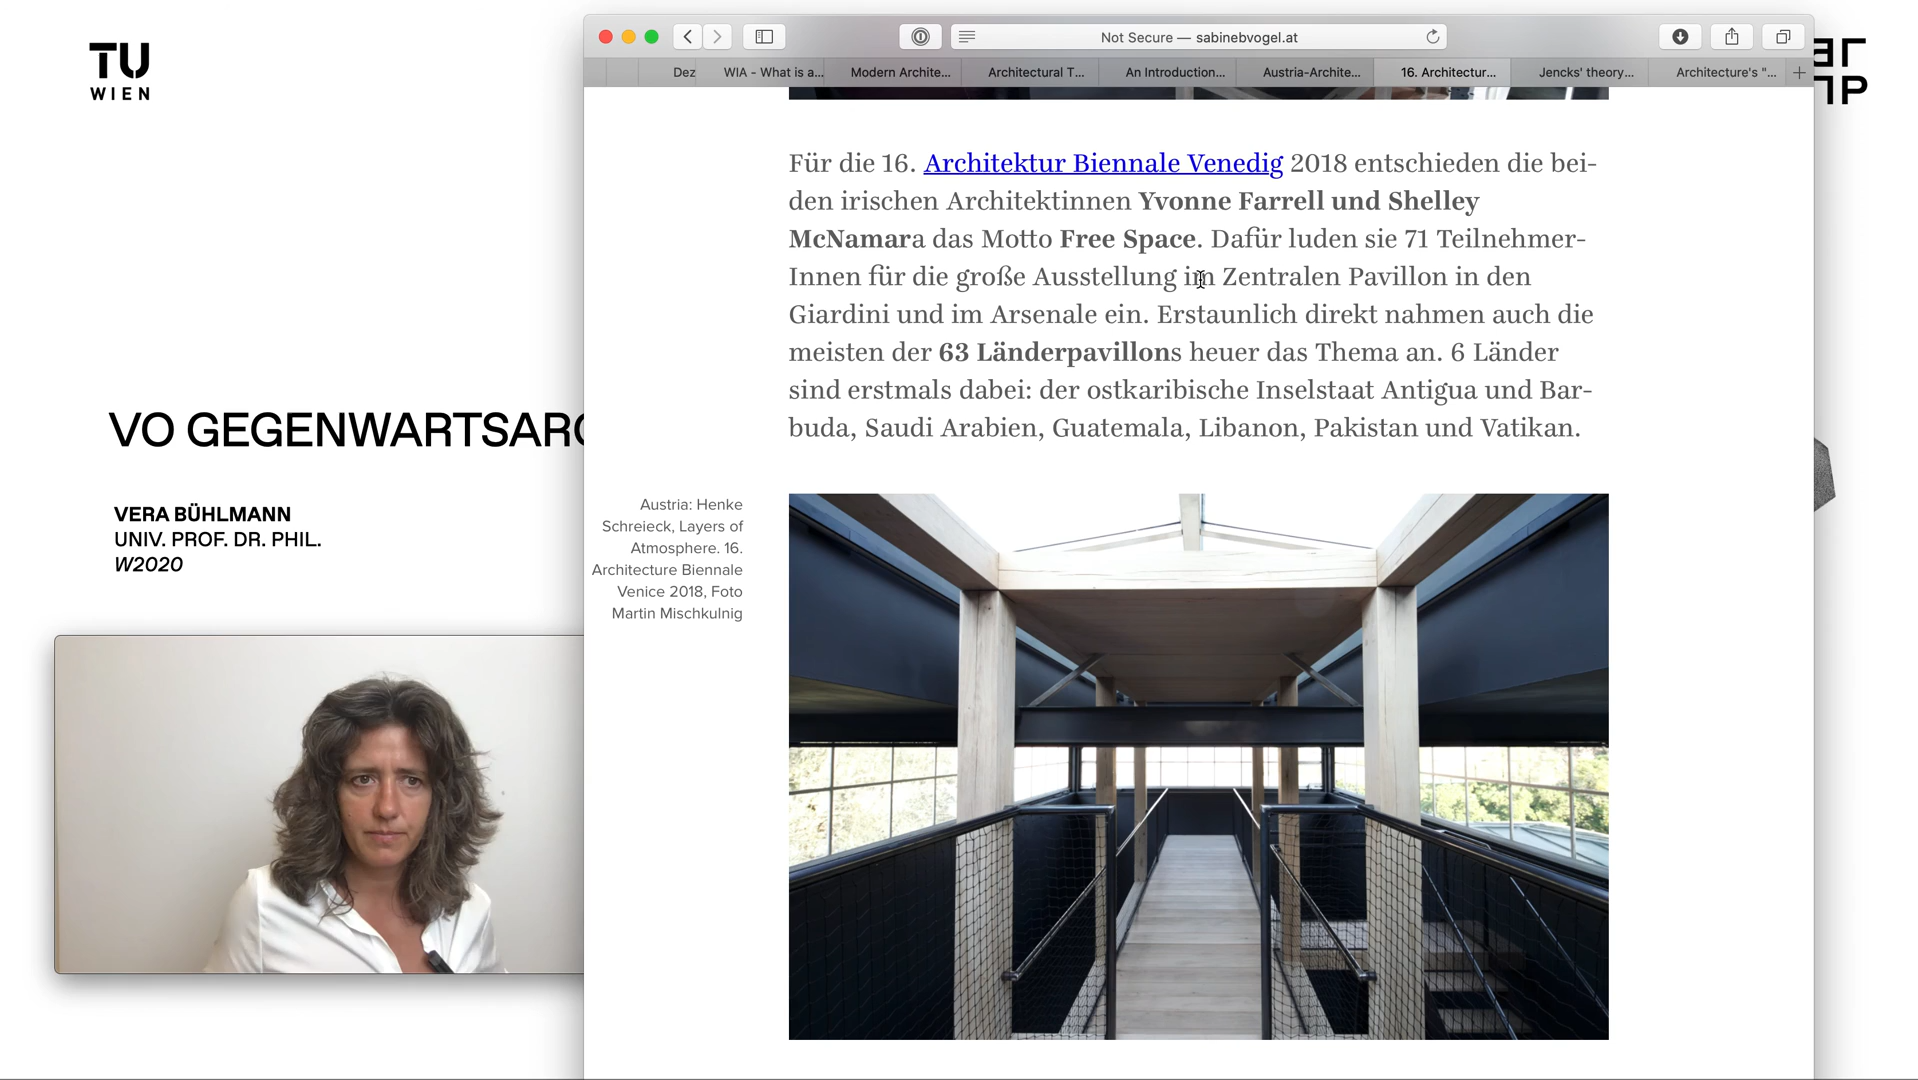 TU
WIEN
VO GEGENWARTSARC
VERA BÜHLMANN
UNIV. PROF. DR. PHIL.
W2020
Not Secure — sabinebvogel.at
Dez
WIA - What is a...
Modern Archite...
Architectural T...
An Introduction...
Austria-Archite...
16. Architectur...
Jencks' theory...
Architecture's "...
Für die 16. Architektur Biennale Venedig 2018 entschieden die bei-
den irischen Architektinnen Yvonne Farrell und Shelley
McNamara das Motto Free Space. Dafür luden sie 71 Teilnehmer-
Innen für die große Ausstellung im Zentralen Pavillon in den
Giardini und im Arsenale ein. Erstaunlich direkt nahmen auch die
meisten der 63 Länderpavillons heuer das Thema an. 6 Länder
sind erstmals dabei: der ostkaribische Inselstaat Antigua und Bar-
buda, Saudi Arabien, Guatemala, Libanon, Pakistan und Vatikan.
Austria: Henke
Schreieck, Layers of
Atmosphere. 16.
Architecture Biennale
Venice 2018, Foto
Martin Mischkulnig